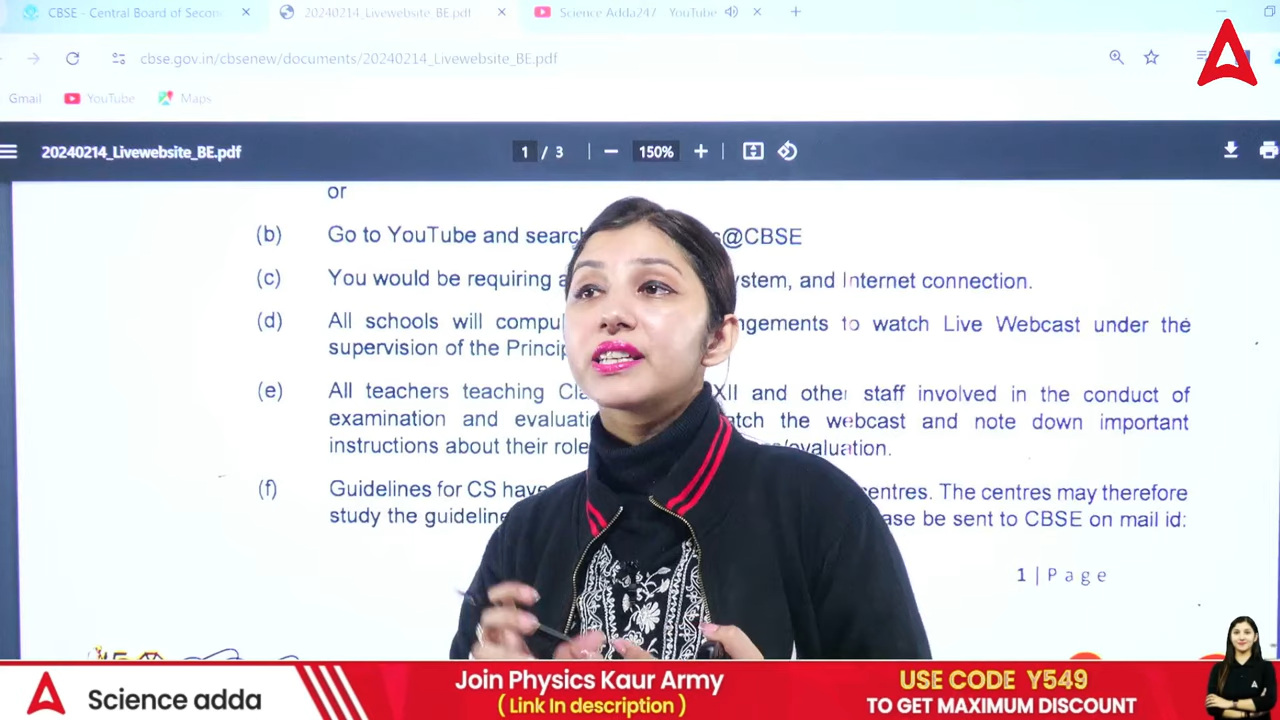 CBSE - Central Board of Secon
20240214_Livewebsite_BE.pdf
Science Adda247 YouTube
cbse.gov.in/cbsenew/documents/20240214_Livewebsite_BE.pdf
Gmail YouTube Maps
20240214_Livewebsite_BE.pdf 1 / 3 150%
or
(b) Go to YouTube and search s@CBSE
(c) You would be requiring a ystem, and Internet connection.
(d) All schools will compul ngements to watch Live Webcast under the
supervision of the Princip
(e) All teachers teaching Cla XII and other staff involved in the conduct of
examination and evaluati atch the webcast and note down important
instructions about their role /evaluation.
(f) Guidelines for CS have centres. The centres may therefore
study the guideline ase be sent to CBSE on mail id:
1 | Page
Science adda
Join Physics Kaur Army
( Link In description )
USE CODE Y549
TO GET MAXIMUM DISCOUNT